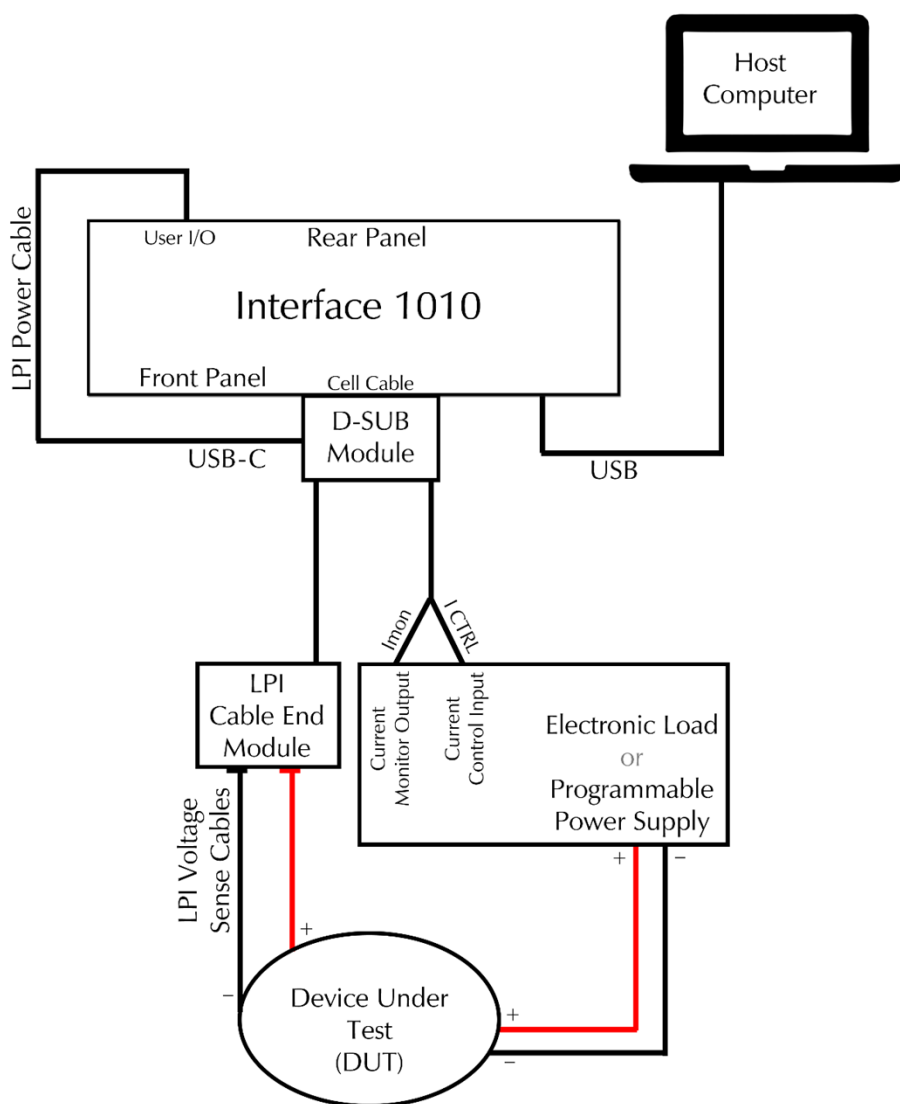 Host
Computer
LPI Power Cable
User I/O
Rear Panel
Interface 1010
Front Panel
Cell Cable
D-SUB
Module
USB-C
USB
Imon
I CTRL
LPI
Cable End
Module
Current
Monitor Output
Current
Control Input
Electronic Load
or
Programmable
Power Supply
+
–
LPI Voltage
Sense Cables
+
–
Device Under
Test
(DUT)
+
–